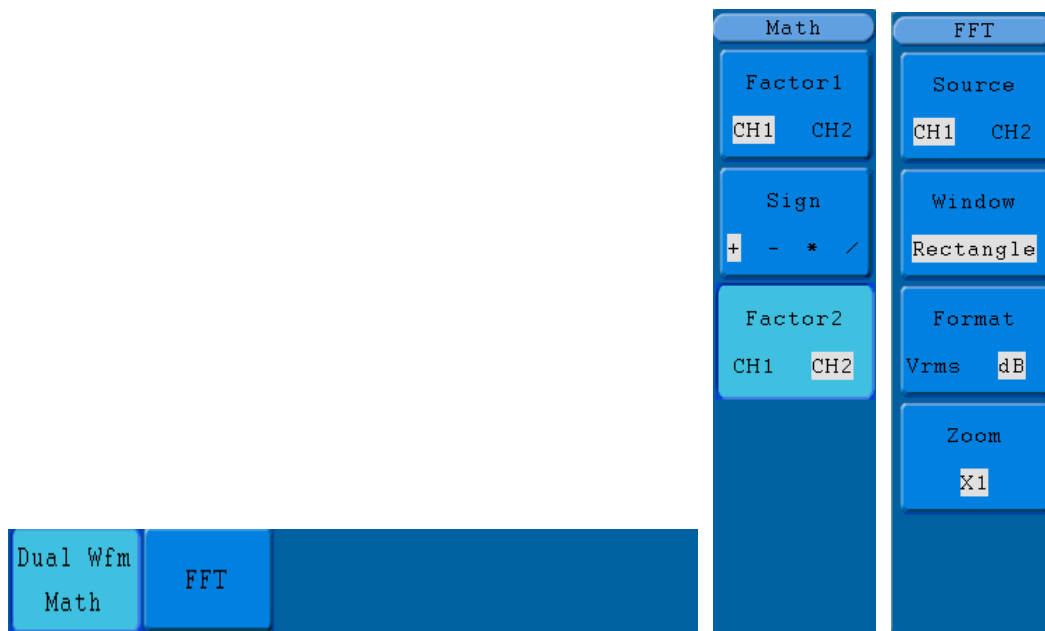 Math
Factor1
CH1 CH2
Sign
+ - * /
Factor2
CH1 CH2
FFT
Source
CH1 CH2
Window
Rectangle
Format
Vrms dB
Zoom
X1
Dual Wfm
Math
FFT